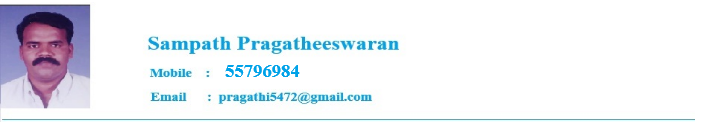 Sampath Pragatheeswaran
Mobile : 55796984
Email : pragathi5472@gmail.com